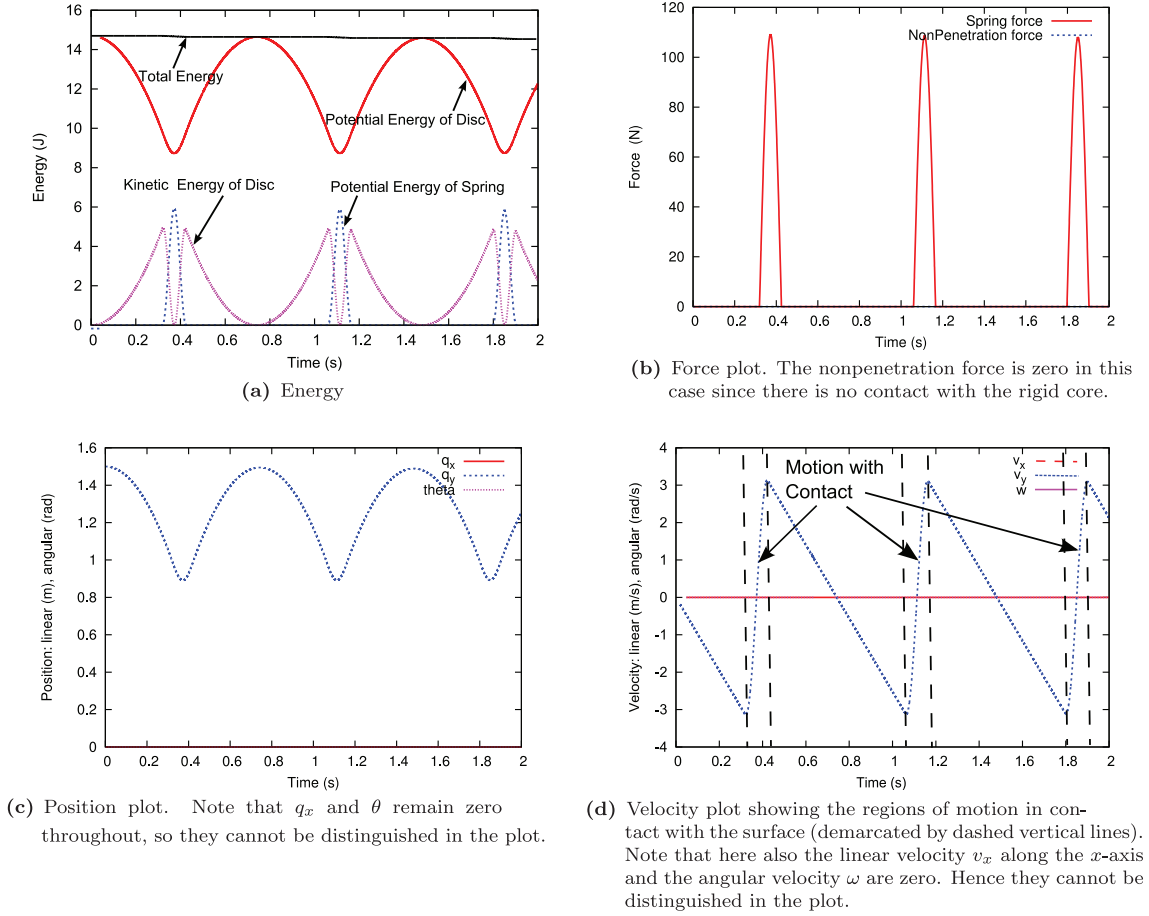 16
14
12
10
8
6
4
2
0
Energy (J)
Total Energy
Potential Energy of Disc
Kinetic Energy of Disc
Potential Energy of Spring
0 0.2 0.4 0.6 0.8 1 1.2 1.4 1.6 1.8 2
Time (s)
(a) Energy
120
100
80
60
40
20
0
Force (N)
Spring force
NonPenetration force
0 0.2 0.4 0.6 0.8 1 1.2 1.4 1.6 1.8 2
Time (s)
(b) Force plot. The nonpenetration force is zero in this
case since there is no contact with the rigid core.
1.6
1.4
1.2
1
0.8
0.6
0.4
0.2
0
Position: linear (m), angular (rad)
q_x
q_y
theta
0 0.2 0.4 0.6 0.8 1 1.2 1.4 1.6 1.8 2
Time (s)
(c) Position plot. Note that q_x and θ remain zero
throughout, so they cannot be distinguished in the plot.
4
3
2
1
0
-1
-2
-3
-4
Velocity: linear (m/s), angular (rad/s)
Motion with
Contact
v_x
v_y
w
0 0.2 0.4 0.6 0.8 1 1.2 1.4 1.6 1.8 2
Time (s)
(d) Velocity plot showing the regions of motion in con-
tact with the surface (demarcated by dashed vertical lines).
Note that here also the linear velocity v_x along the x-axis
and the angular velocity ω are zero. Hence they cannot be
distinguished in the plot.